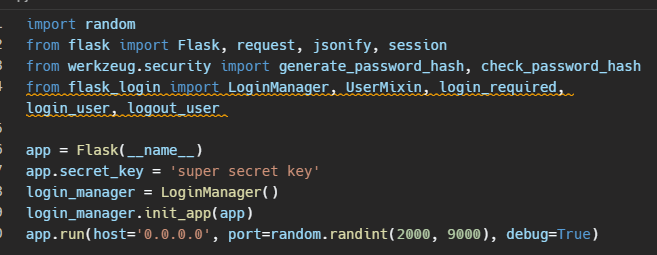 import random
from flask import Flask, request, jsonify, session
from werkzeug.security import generate_password_hash, check_password_hash
from flask_login import LoginManager, UserMixin, login_required,
login_user, logout_user
app = Flask(__name__)
app.secret_key = 'super secret key'
login_manager = LoginManager()
login_manager.init_app(app)
app.run(host='0.0.0.0', port=random.randint(2000, 9000), debug=True)